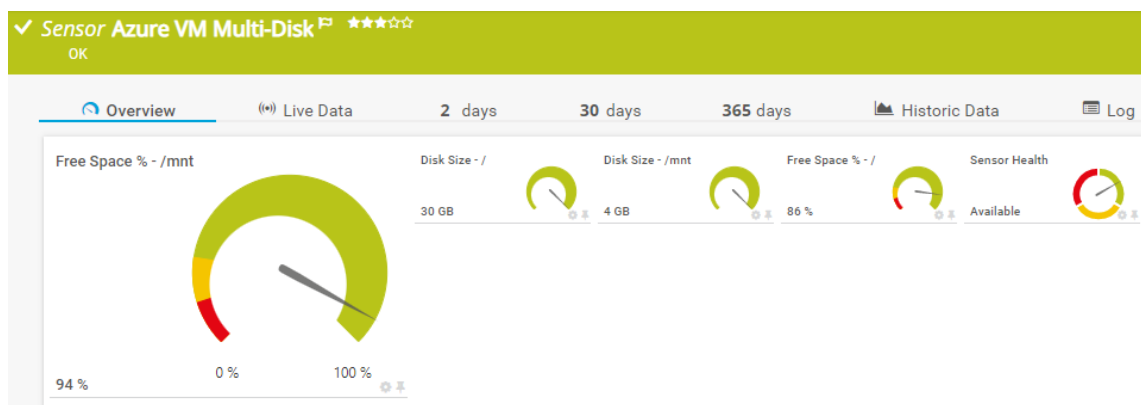 Sensor Azure VM Multi-Disk
OK
Overview
Live Data
2 days
30 days
365 days
Historic Data
Log
Free Space % - /mnt
0 %
100 %
94 %
Disk Size - /
30 GB
Disk Size - /mnt
4 GB
Free Space % - /
86 %
Sensor Health
Available